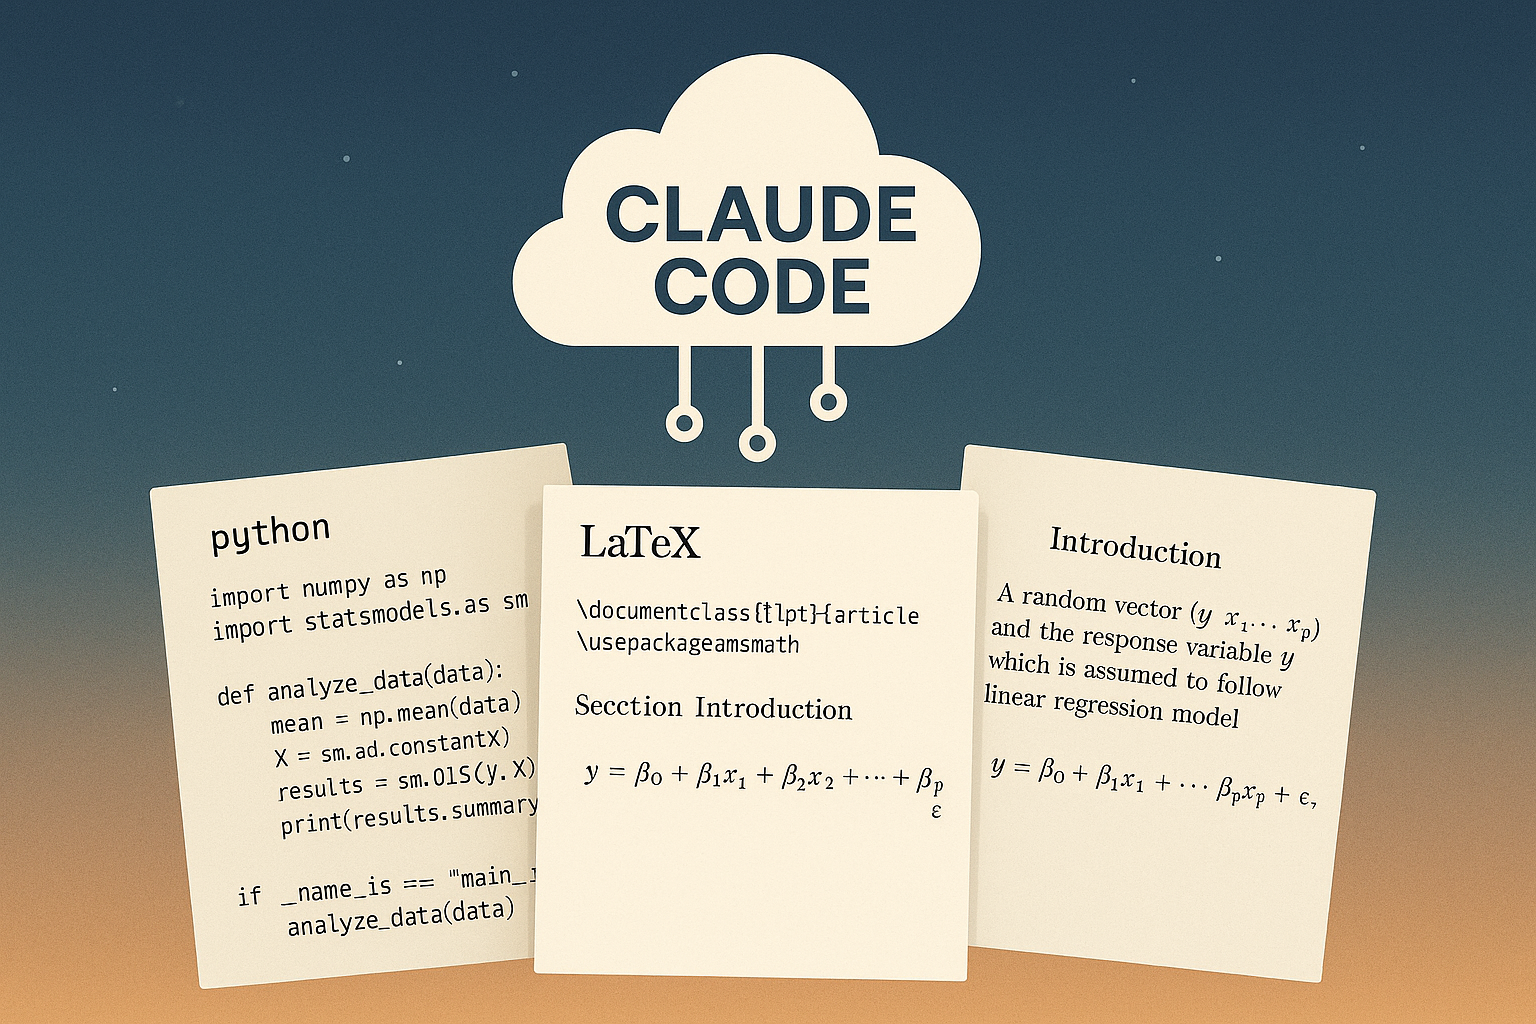 CLAUDE
CODE
python
import numpy as np
import statsmodels.as sm
def analyze_data(data):
mean = np.mean(data)
X = sm.ad.constantX)
results = sm.OlS(y.X)
print(results.summary
if _name_is == "'main_
analyze_data(data)
LaTeX
\documentclass{1lpt}{article
\usepackageamsmath
Secction Introduction
y = β₀ + β₁x₁ + β₂x₂ + ··· + βₚ
ε
Introduction
A random vector (y x₁··· xₚ)
and the response variable y
which is assumed to follow
linear regression model
y = β₀ + β₁x₁ + ··· βₚxₚ + ϵ,